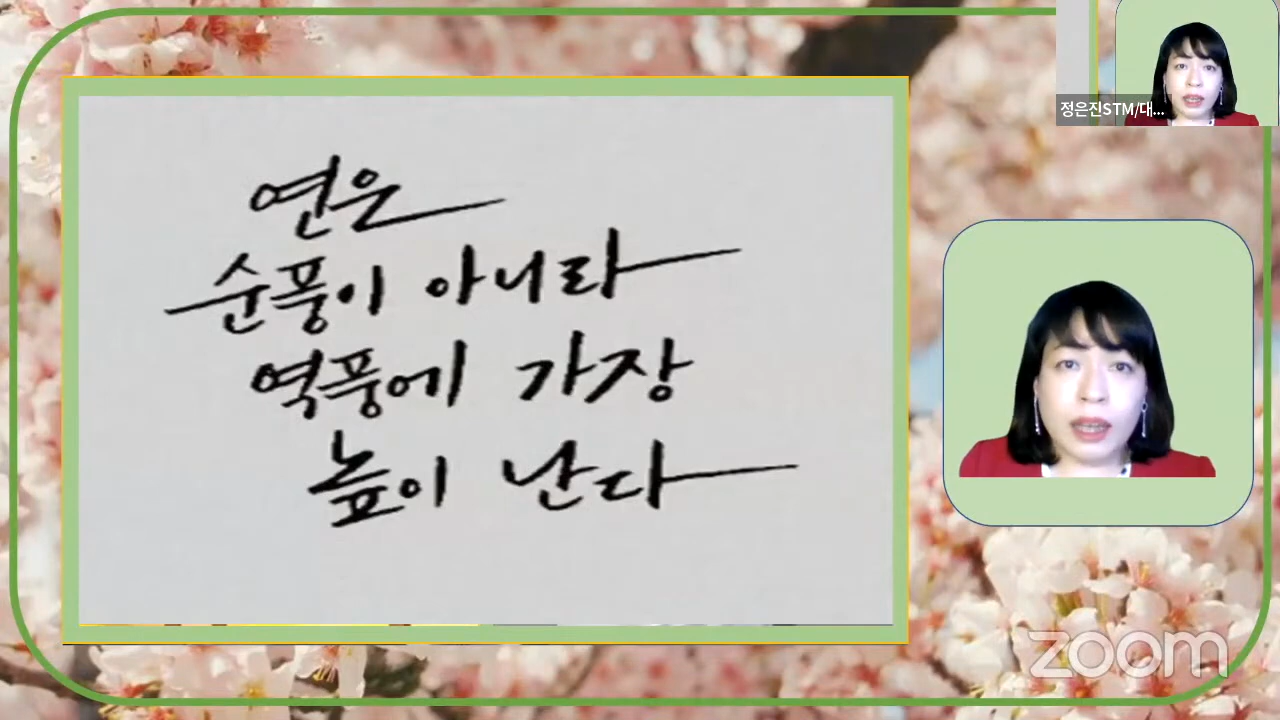 정은진STM/대...
연은
순풍이 아니라
역풍에 가장
높이 난다
zoom